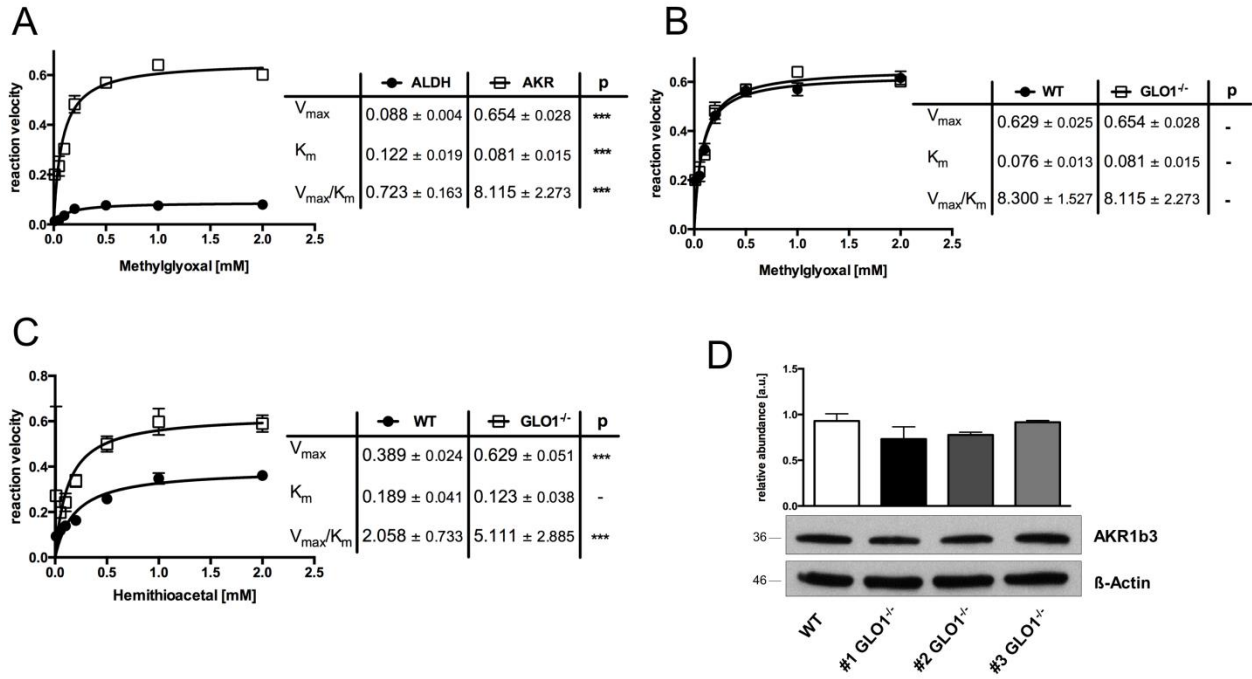 A
reaction velocity
0.6
0.4
0.2
0.0
0.0 0.5 1.0 1.5 2.0 2.5
Methylglyoxal [mM]
ALDH AKR p
Vmax 0.088 ± 0.004 0.654 ± 0.028 ***
Km 0.122 ± 0.019 0.081 ± 0.015 ***
Vmax/Km 0.723 ± 0.163 8.115 ± 2.273 ***
B
reaction velocity
0.6
0.4
0.2
0.0
0.0 0.5 1.0 1.5 2.0 2.5
Methylglyoxal [mM]
WT GLO1-/- p
Vmax 0.629 ± 0.025 0.654 ± 0.028 -
Km 0.076 ± 0.013 0.081 ± 0.015 -
Vmax/Km 8.300 ± 1.527 8.115 ± 2.273 -
C
reaction velocity
0.8
0.6
0.4
0.2
0.0
0.0 0.5 1.0 1.5 2.0 2.5
Hemithioacetal [mM]
WT GLO1-/- p
Vmax 0.389 ± 0.024 0.629 ± 0.051 ***
Km 0.189 ± 0.041 0.123 ± 0.038 -
Vmax/Km 2.058 ± 0.733 5.111 ± 2.885 ***
D
relative abundance [a.u.]
1.5
1.0
0.5
0.0
36 AKR1b3
46 ß-Actin
WT #1 GLO1-/- #2 GLO1-/- #3 GLO1-/-